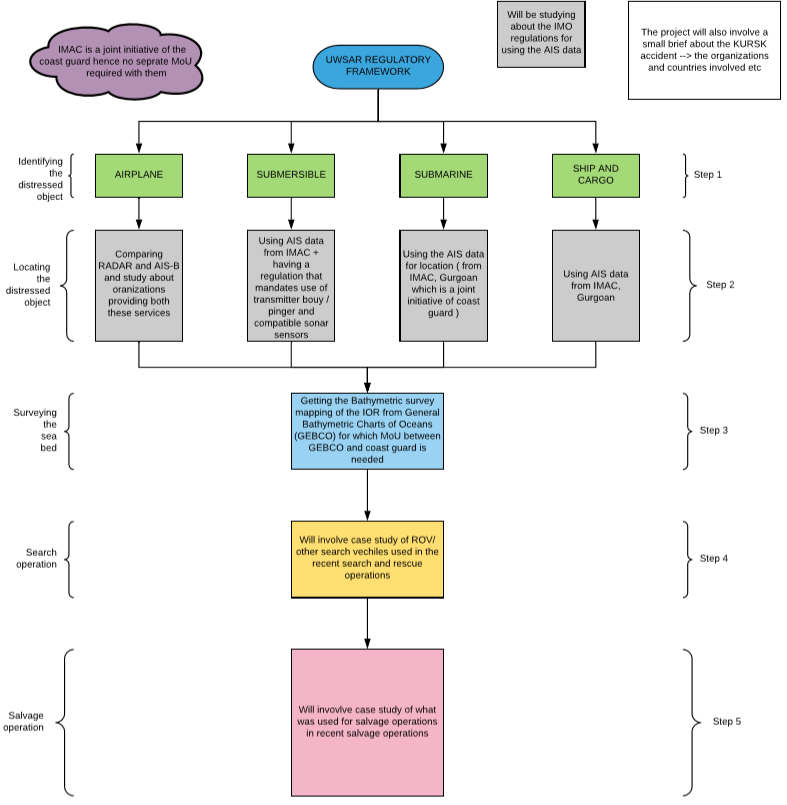 IMAC is a joint initiative of the
coast guard hence no seprate MoU
required with them
UWSAR REGULATORY
FRAMEWORK
Will be studying
about the IMO
regulations for
using the AIS data
The project will also involve a
small brief about the KURSK
accident --> the organizations
and countries involved etc
Identifying
the
distressed
object
AIRPLANE
SUBMERSIBLE
SUBMARINE
SHIP AND
CARGO
Step 1
Locating
the
distressed
object
Comparing
RADAR and AIS-B
and study about
oranizations
providing both
these services
Using AIS data
from IMAC +
having a
regulation that
mandates use of
transmitter bouy /
pinger and
compatible sonar
sensors
Using the AIS data
for location ( from
IMAC, Gurgoan
which is a joint
initiative of coast
guard )
Using AIS data
from IMAC,
Gurgoan
Step 2
Surveying
the
sea
bed
Getting the Bathymetric survey
mapping of the IOR from General
Bathymetric Charts of Oceans
(GEBCO) for which MoU between
GEBCO and coast guard is
needed
Step 3
Search
operation
Will involve case study of ROV/
other search vechiles used in the
recent search and rescue
operations
Step 4
Salvage
operation
Will invovlve case study of what
was used for salvage operations
in recent salvage operations
Step 5